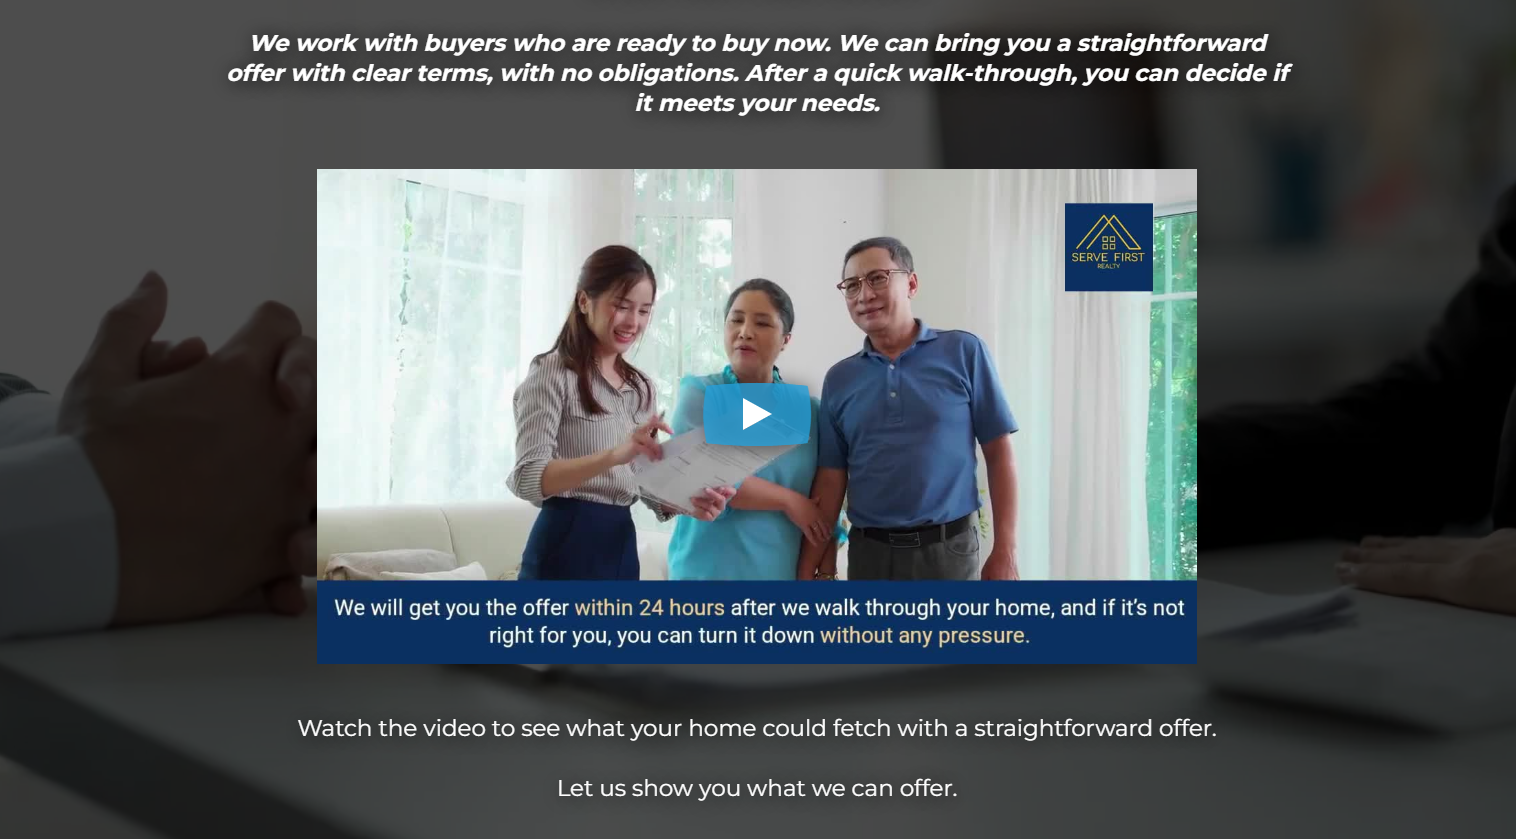 We work with buyers who are ready to buy now. We can bring you a straightforward
offer with clear terms, with no obligations. After a quick walk-through, you can decide if
it meets your needs.
SERVE FIRST
REALTY
We will get you the offer within 24 hours after we walk through your home, and if it's not
right for you, you can turn it down without any pressure.
Watch the video to see what your home could fetch with a straightforward offer.
Let us show you what we can offer.